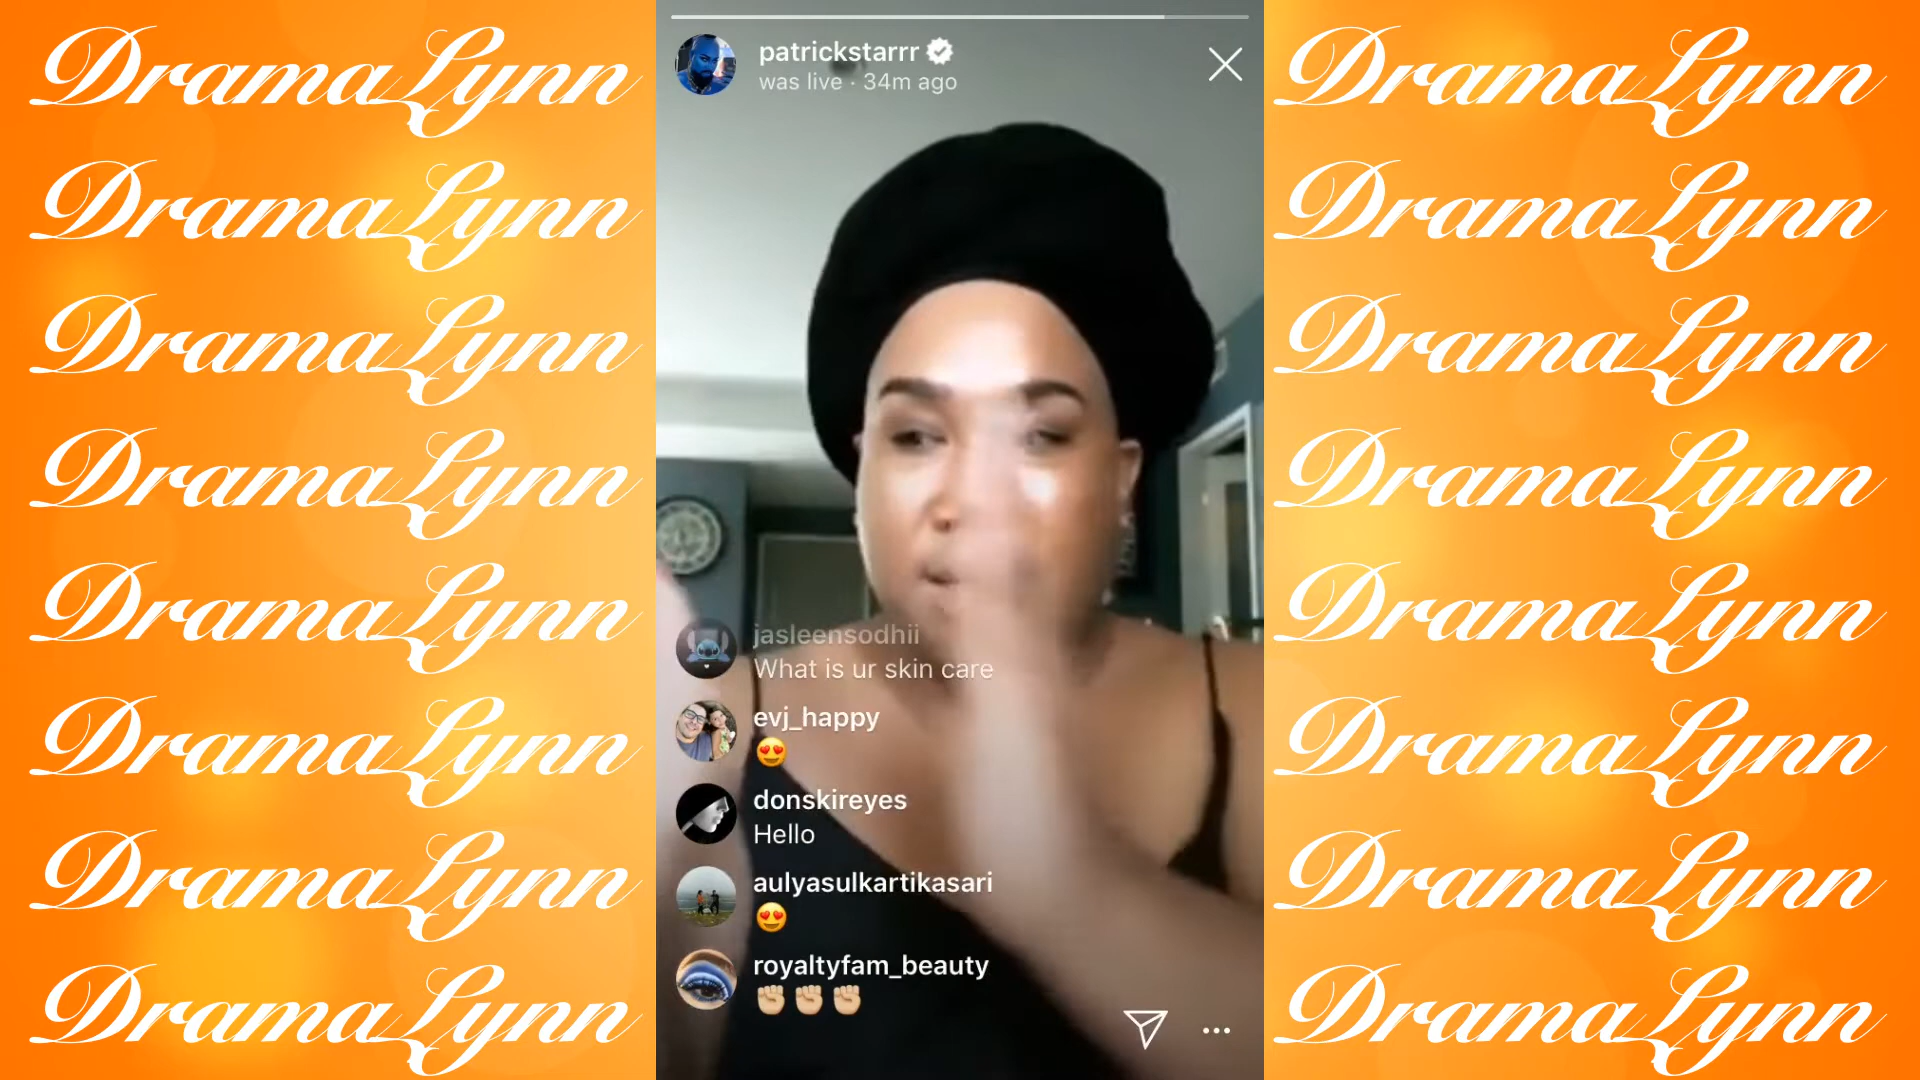 DramaLynn
DramaLynn
DramaLynn
DramaLynn
DramaLynn
DramaLynn
DramaLynn
DramaLynn
patrickstarrr
was live · 34m ago
jasleensodhii
What is ur skin care
evj_happy
😍
donskireyes
Hello
aulyasulkartikasari
😍
royaltyfam_beauty
✊🏼✊🏼✊🏼
DramaLynn
DramaLynn
DramaLynn
DramaLynn
DramaLynn
DramaLynn
DramaLynn
DramaLynn